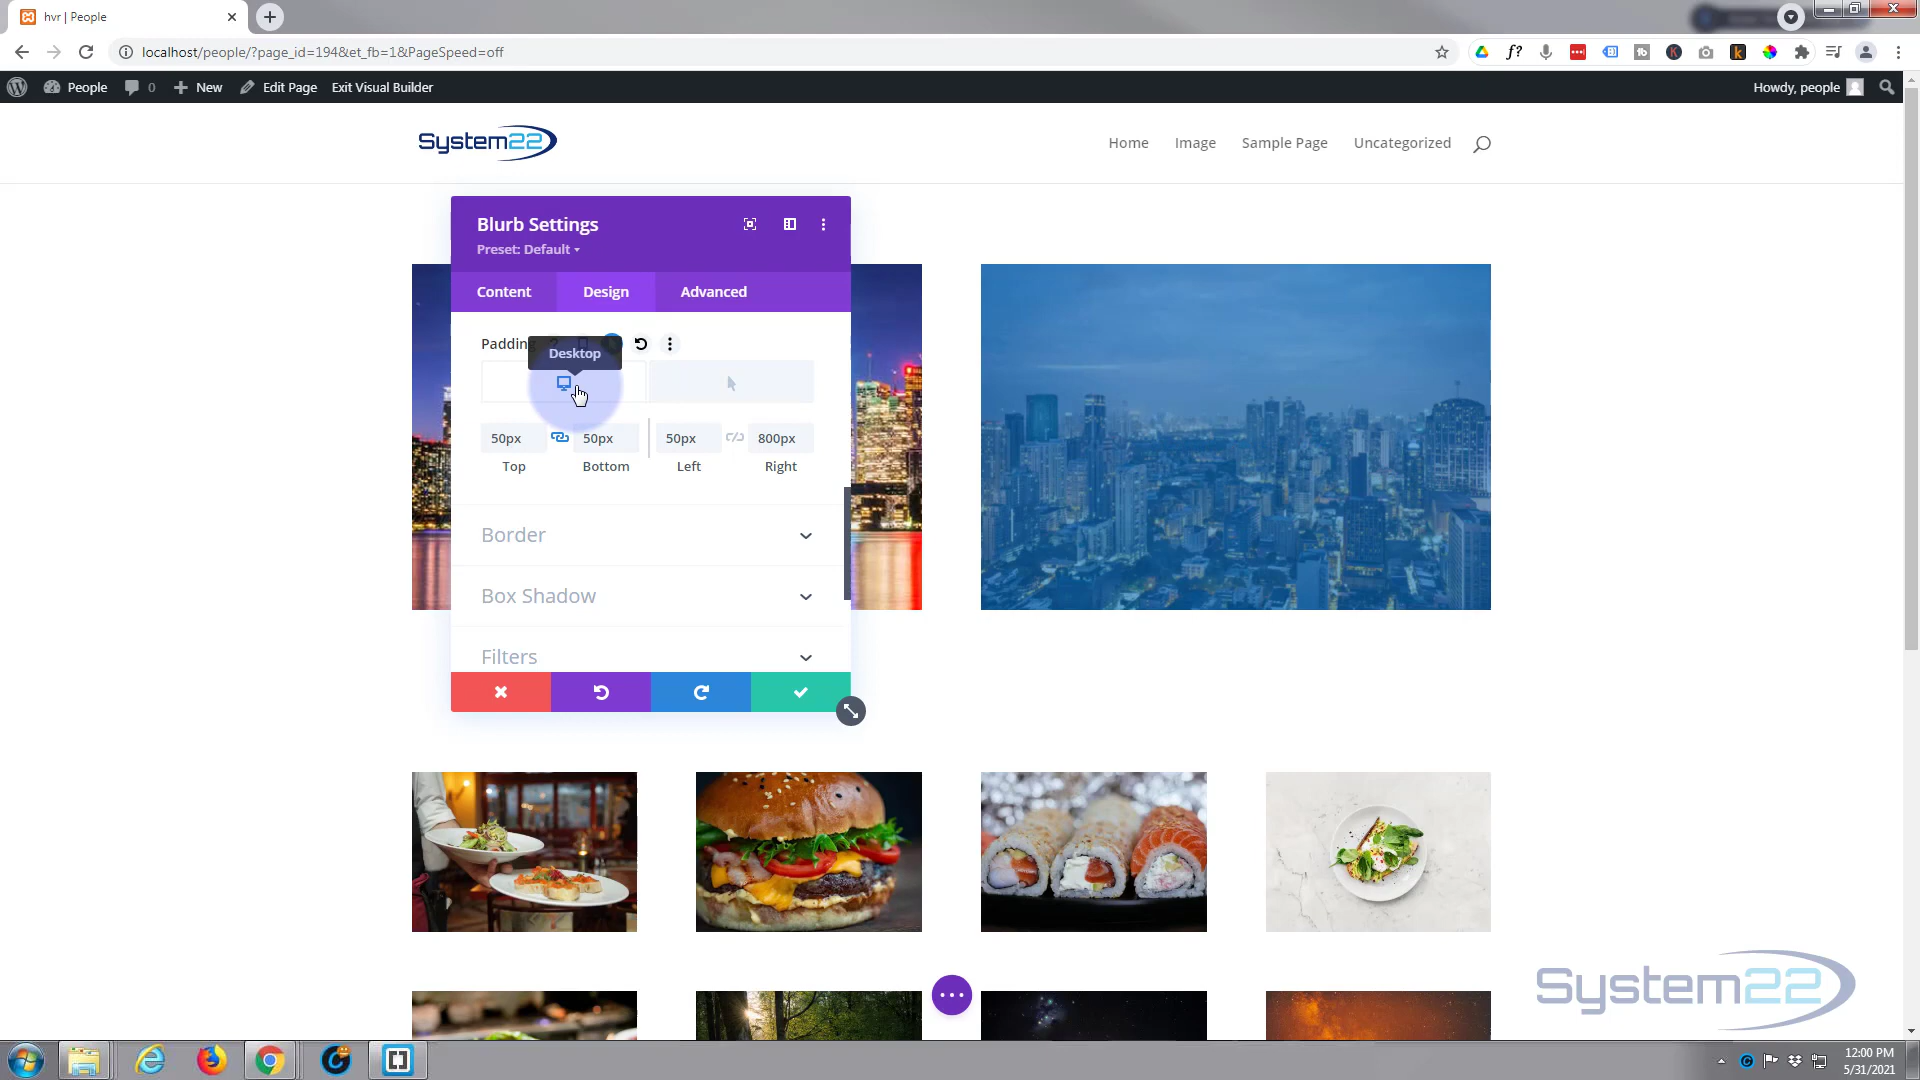 hvr | People
localhost/people/?page_id=194&et_fb=1&PageSpeed=off
f?
People
0
New
Edit Page
Exit Visual Builder
Howdy, people
System22
Home
Image
Sample Page
Uncategorized
Blurb Settings
Preset: Default
Content
Design
Advanced
Padding
Desktop
50px
50px
50px
800px
Top
Bottom
Left
Right
Border
Box Shadow
Filters
System22
12:00 PM
5/31/2021